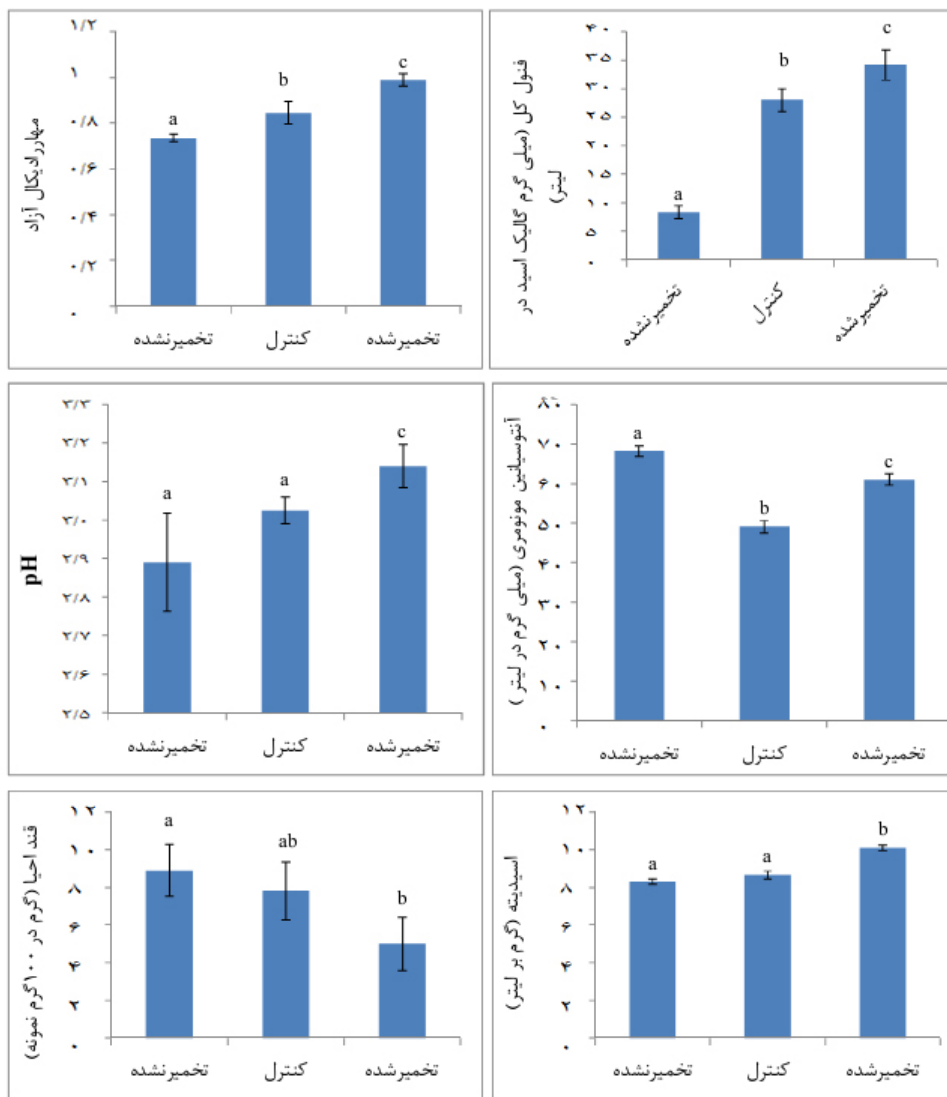 مهاررادیکال آزاد
۱/۲
۱
۰/۸
۰/۶
۰/۴
۰/۲
۰
a
b
c
تخمیرنشده
کنترل
تخمیرشده
فنول کل (میلی گرم گالیک اسید در
لیتر)
۴۰
۳۵
۳۰
۲۵
۲۰
۱۵
۱۰
۵
۰
a
b
c
تخمیرنشده
کنترل
تخمیرشده
pH
۳/۳
۳/۲
۳/۱
۳/۰
۲/۹
۲/۸
۲/۷
۲/۶
۲/۵
a
a
c
تخمیرنشده
کنترل
تخمیرشده
آنتوسیانین مونومری (میلی گرم در لیتر)
۸۰
۷۰
۶۰
۵۰
۴۰
۳۰
۲۰
۱۰
۰
a
b
c
تخمیرنشده
کنترل
تخمیرشده
قند احیا (گرم در ۱۰۰گرم نمونه)
۱۲
۱۰
۸
۶
۴
۲
۰
a
ab
b
تخمیرنشده
کنترل
تخمیرشده
اسیدیته (گرم بر لیتر)
۱۲
۱۰
۸
۶
۴
۲
۰
a
a
b
تخمیرنشده
کنترل
تخمیرشده